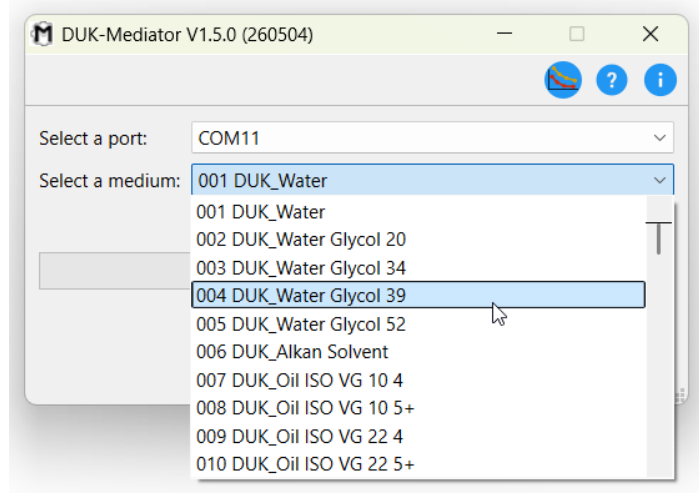 DUK-Mediator V1.5.0 (260504)
Select a port: COM11
Select a medium: 001 DUK_Water
001 DUK_Water
002 DUK_Water Glycol 20
003 DUK_Water Glycol 34
004 DUK_Water Glycol 39
005 DUK_Water Glycol 52
006 DUK_Alkan Solvent
007 DUK_Oil ISO VG 10 4
008 DUK_Oil ISO VG 10 5+
009 DUK_Oil ISO VG 22 4
010 DUK_Oil ISO VG 22 5+